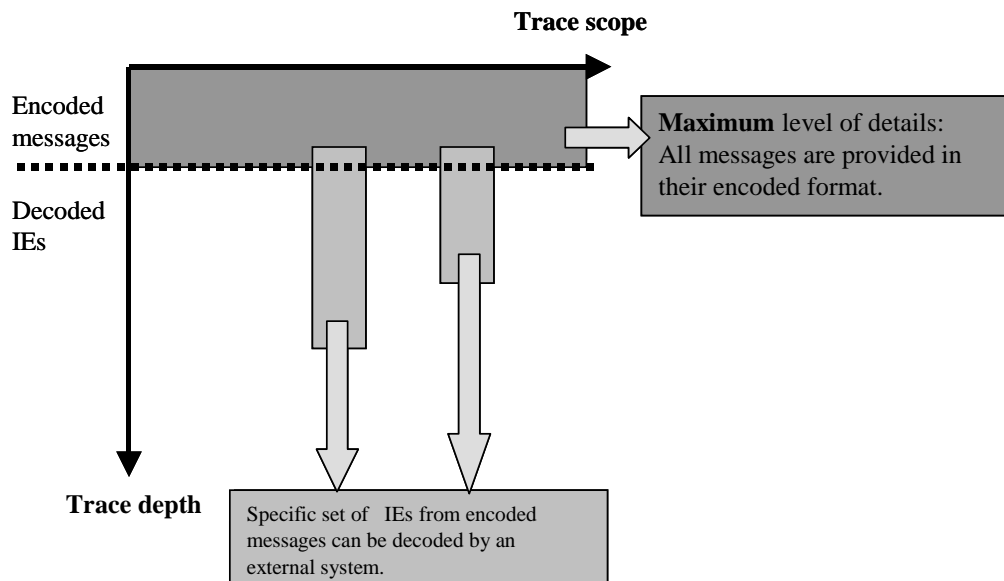 Trace scope
Encoded
messages
Maximum level of details:
All messages are provided in
their encoded format.
Decoded
IEs
Trace depth
Specific set of IEs from encoded
messages can be decoded by an
external system.